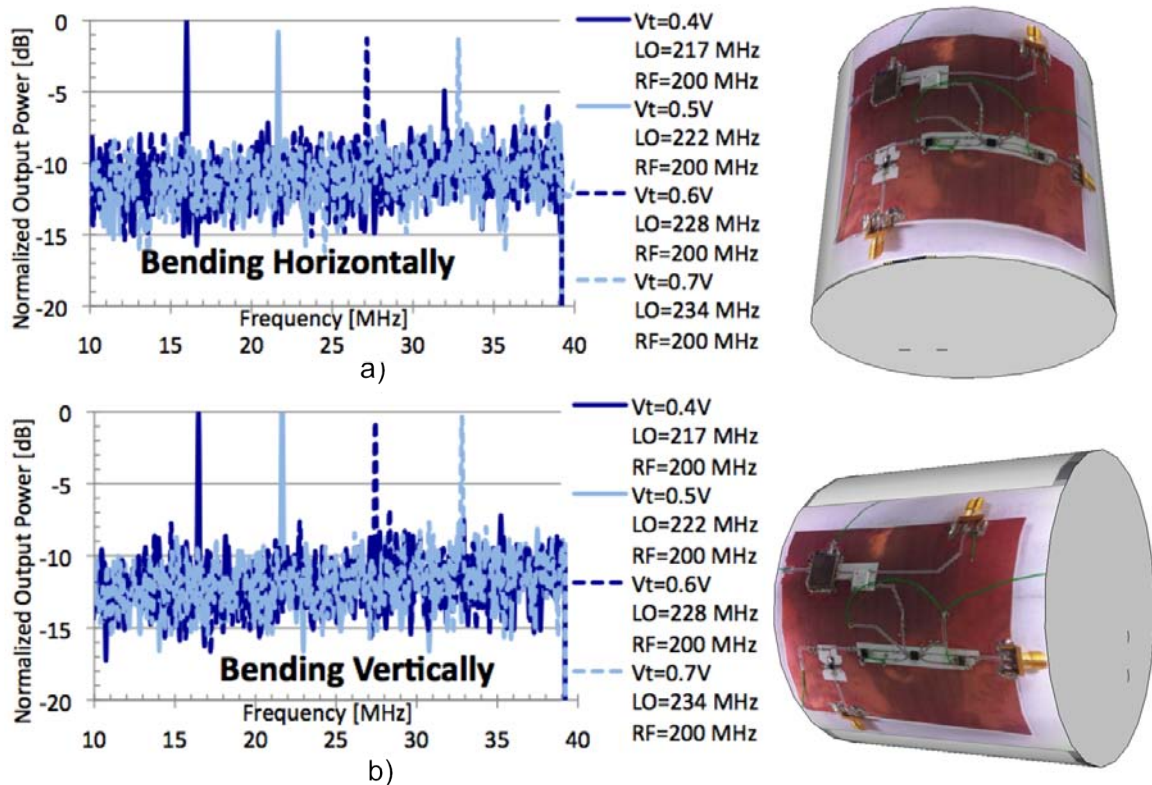 Normalized Output Power [dB]
0
-5
-10
-15
-20
Bending Horizontally
Frequency [MHz]
10 15 20 25 30 35 40
Vt=0.4V
LO=217 MHz
RF=200 MHz
Vt=0.5V
LO=222 MHz
RF=200 MHz
Vt=0.6V
LO=228 MHz
RF=200 MHz
Vt=0.7V
LO=234 MHz
RF=200 MHz
a)
Normalized Output Power [dB]
0
-5
-10
-15
-20
Bending Vertically
Frequency [MHz]
10 15 20 25 30 35 40
Vt=0.4V
LO=217 MHz
RF=200 MHz
Vt=0.5V
LO=222 MHz
RF=200 MHz
Vt=0.6V
LO=228 MHz
RF=200 MHz
Vt=0.7V
LO=234 MHz
RF=200 MHz
b)